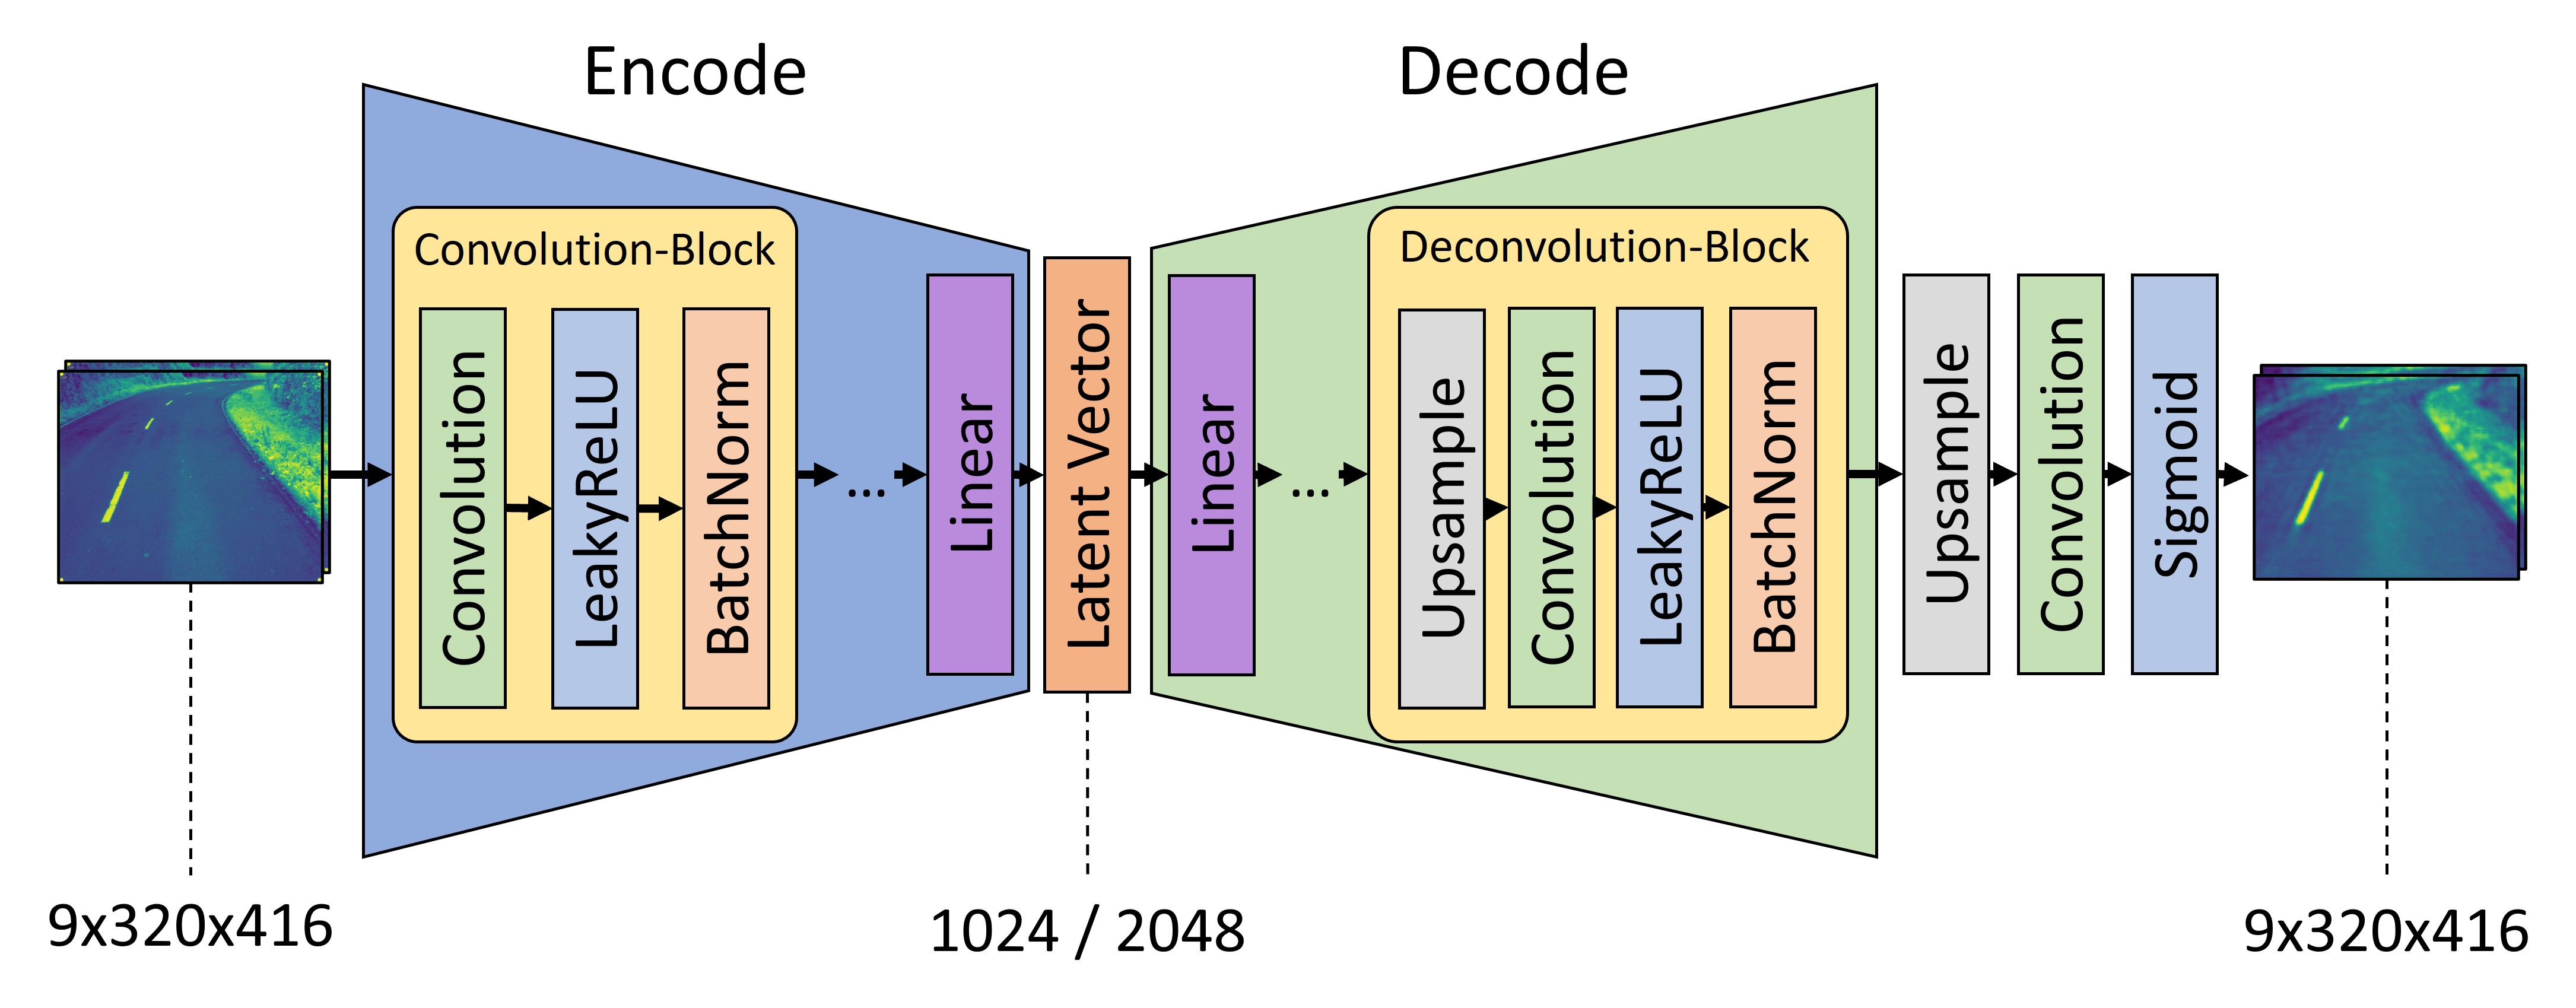 Encode
Decode
Convolution-Block
Convolution
LeakyReLU
BatchNorm
...
Linear
Latent Vector
Linear
...
Deconvolution-Block
Upsample
Convolution
LeakyReLU
BatchNorm
Upsample
Convolution
Sigmoid
9x320x416
1024 / 2048
9x320x416